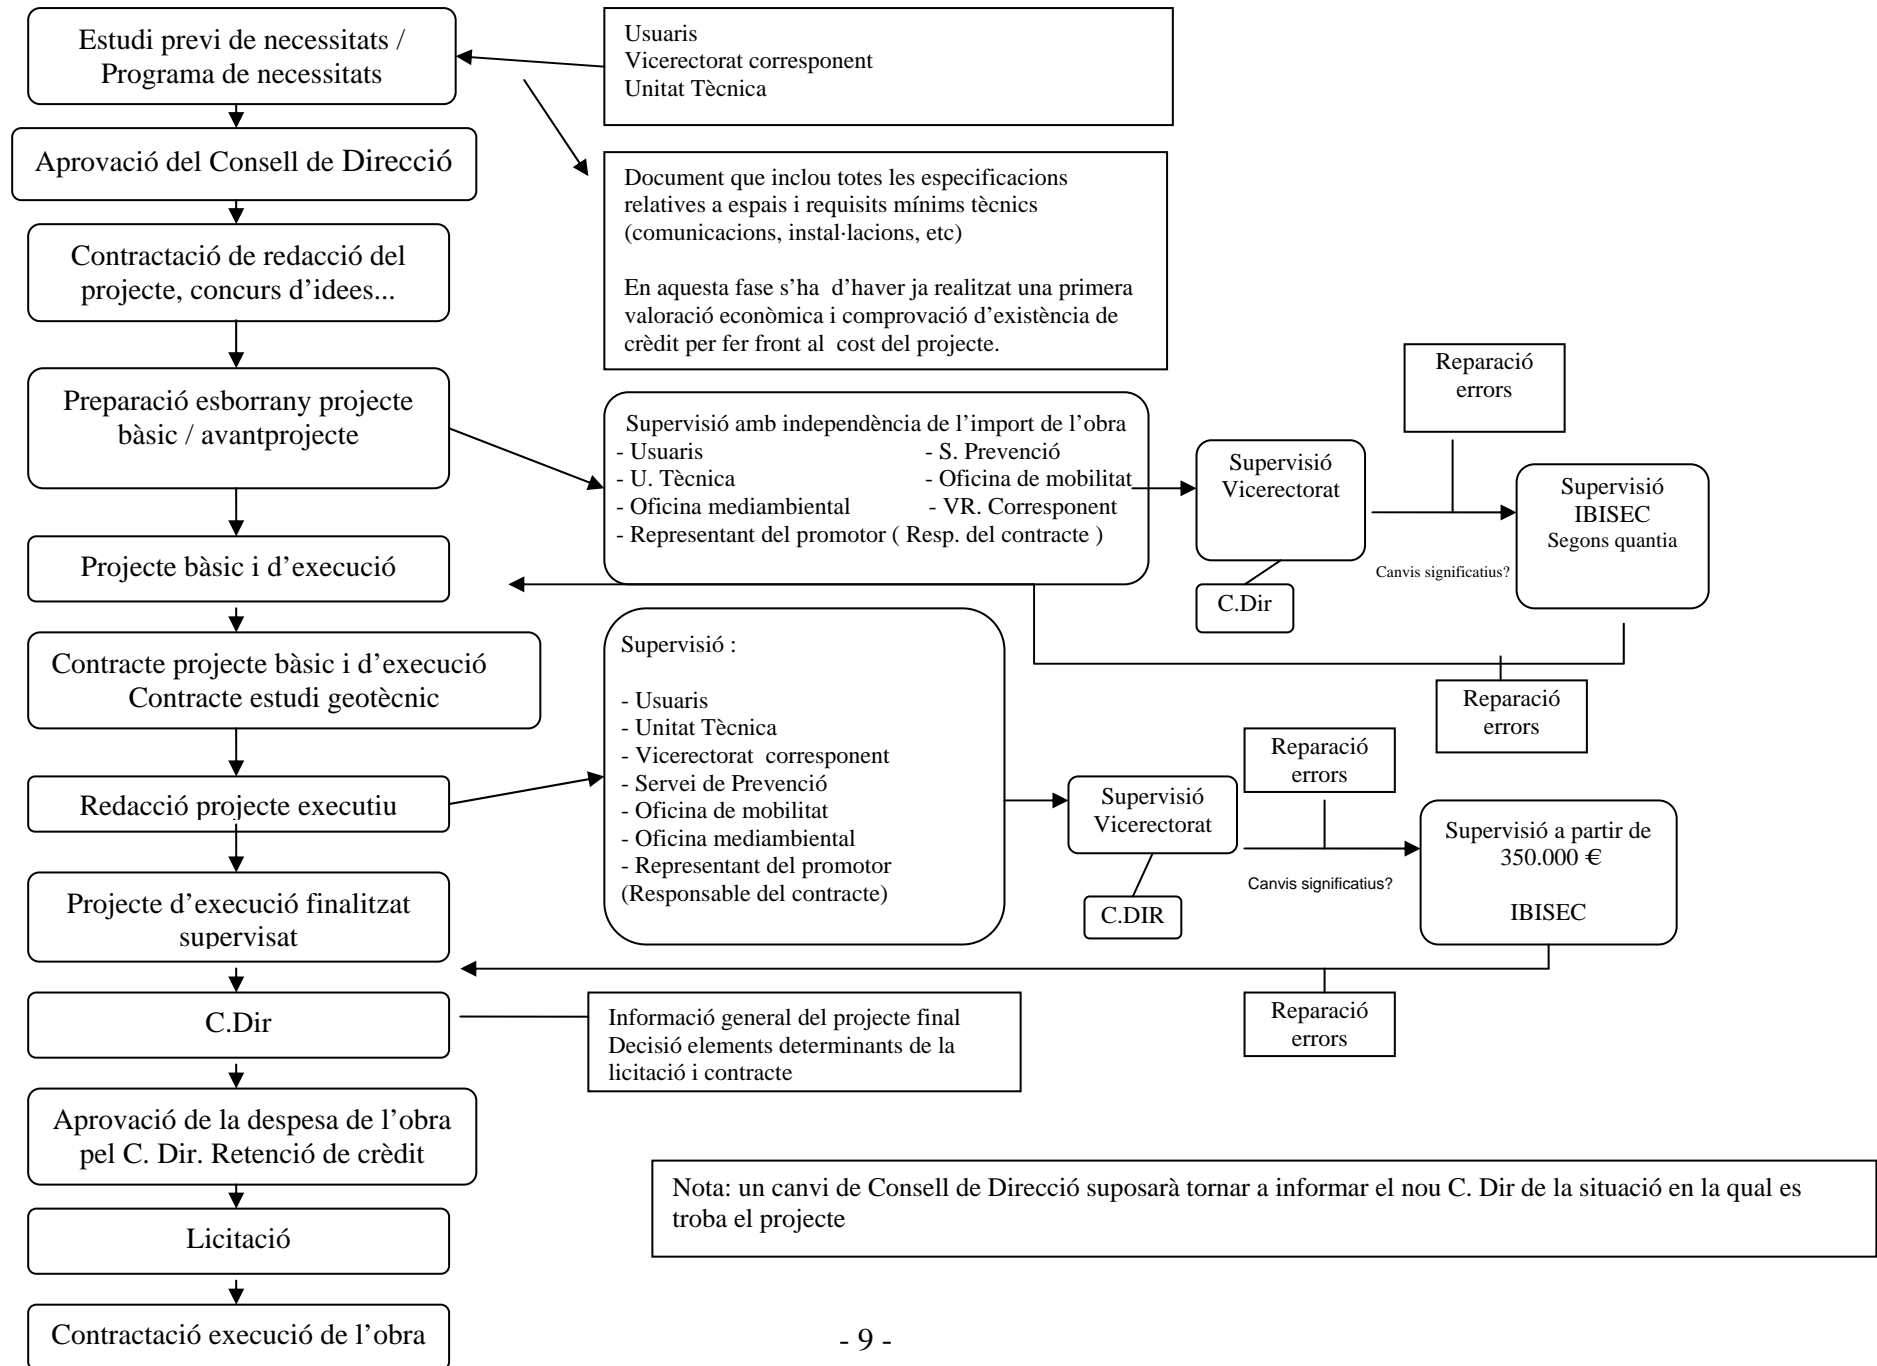 Estudi previ de necessitats /
Programa de necessitats
Usuaris
Vicerectorat corresponent
Unitat Tècnica
Aprovació del Consell de Direcció
Document que inclou totes les especificacions
relatives a espais i requisits mínims tècnics
(comunicacions, instal·lacions, etc)
En aquesta fase s’ha d’haver ja realitzat una primera
valoració econòmica i comprovació d’existència de
crèdit per fer front al cost del projecte.
Contractació de redacció del
projecte, concurs d’idees...
Preparació esborrany projecte
bàsic / avantprojecte
Supervisió amb independència de l’import de l’obra
- Usuaris - S. Prevenció
- U. Tècnica - Oficina de mobilitat
- Oficina mediambiental - VR. Corresponent
- Representant del promotor ( Resp. del contracte )
Supervisió
Vicerectorat
C.Dir
Reparació
errors
Canvis significatius?
Supervisió
IBISEC
Segons quantia
Reparació
errors
Projecte bàsic i d’execució
Contracte projecte bàsic i d’execució
Contracte estudi geotècnic
Redacció projecte executiu
Supervisió :
- Usuaris
- Unitat Tècnica
- Vicerectorat corresponent
- Servei de Prevenció
- Oficina de mobilitat
- Oficina mediambiental
- Representant del promotor
(Responsable del contracte)
Supervisió
Vicerectorat
C.DIR
Reparació
errors
Canvis significatius?
Supervisió a partir de
350.000 €
IBISEC
Reparació
errors
Projecte d’execució finalitzat
supervisat
C.Dir
Informació general del projecte final
Decisió elements determinants de la
licitació i contracte
Aprovació de la despesa de l’obra
pel C. Dir. Retenció de crèdit
Nota: un canvi de Consell de Direcció suposarà tornar a informar el nou C. Dir de la situació en la qual es
troba el projecte
Licitació
Contractació execució de l’obra
- 9 -